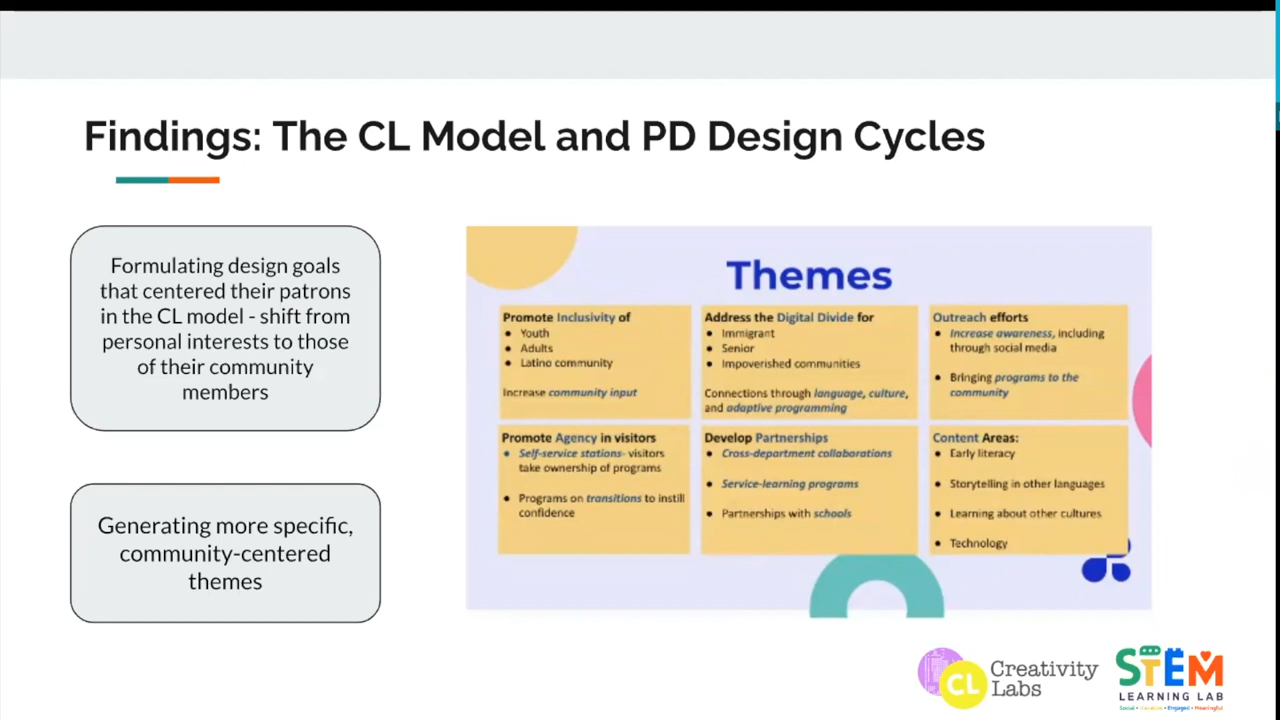 Findings: The CL Model and PD Design Cycles
Formulating design goals
that centered their patrons
in the CL model - shift from
personal interests to those
of their community
members
Generating more specific,
community-centered
themes
Themes
Promote Inclusivity of
• Youth
• Adults
• Latino community
Increase community input
Address the Digital Divide for
• Immigrant
• Senior
• Impoverished communities
Connections through language, culture,
and adaptive programming
Outreach efforts
• Increase awareness, including
through social media
• Bringing programs to the
community
Promote Agency in visitors
• Self-service stations- visitors
take ownership of programs
• Programs on transitions to instill
confidence
Develop Partnerships
• Cross-department collaborations
• Service-learning programs
• Partnerships with schools
Content Areas:
• Early literacy
• Storytelling in other languages
• Learning about other cultures
• Technology
CL
Creativity
Labs
STEM
LEARNING LAB
Social • • Engaged • Meaningful